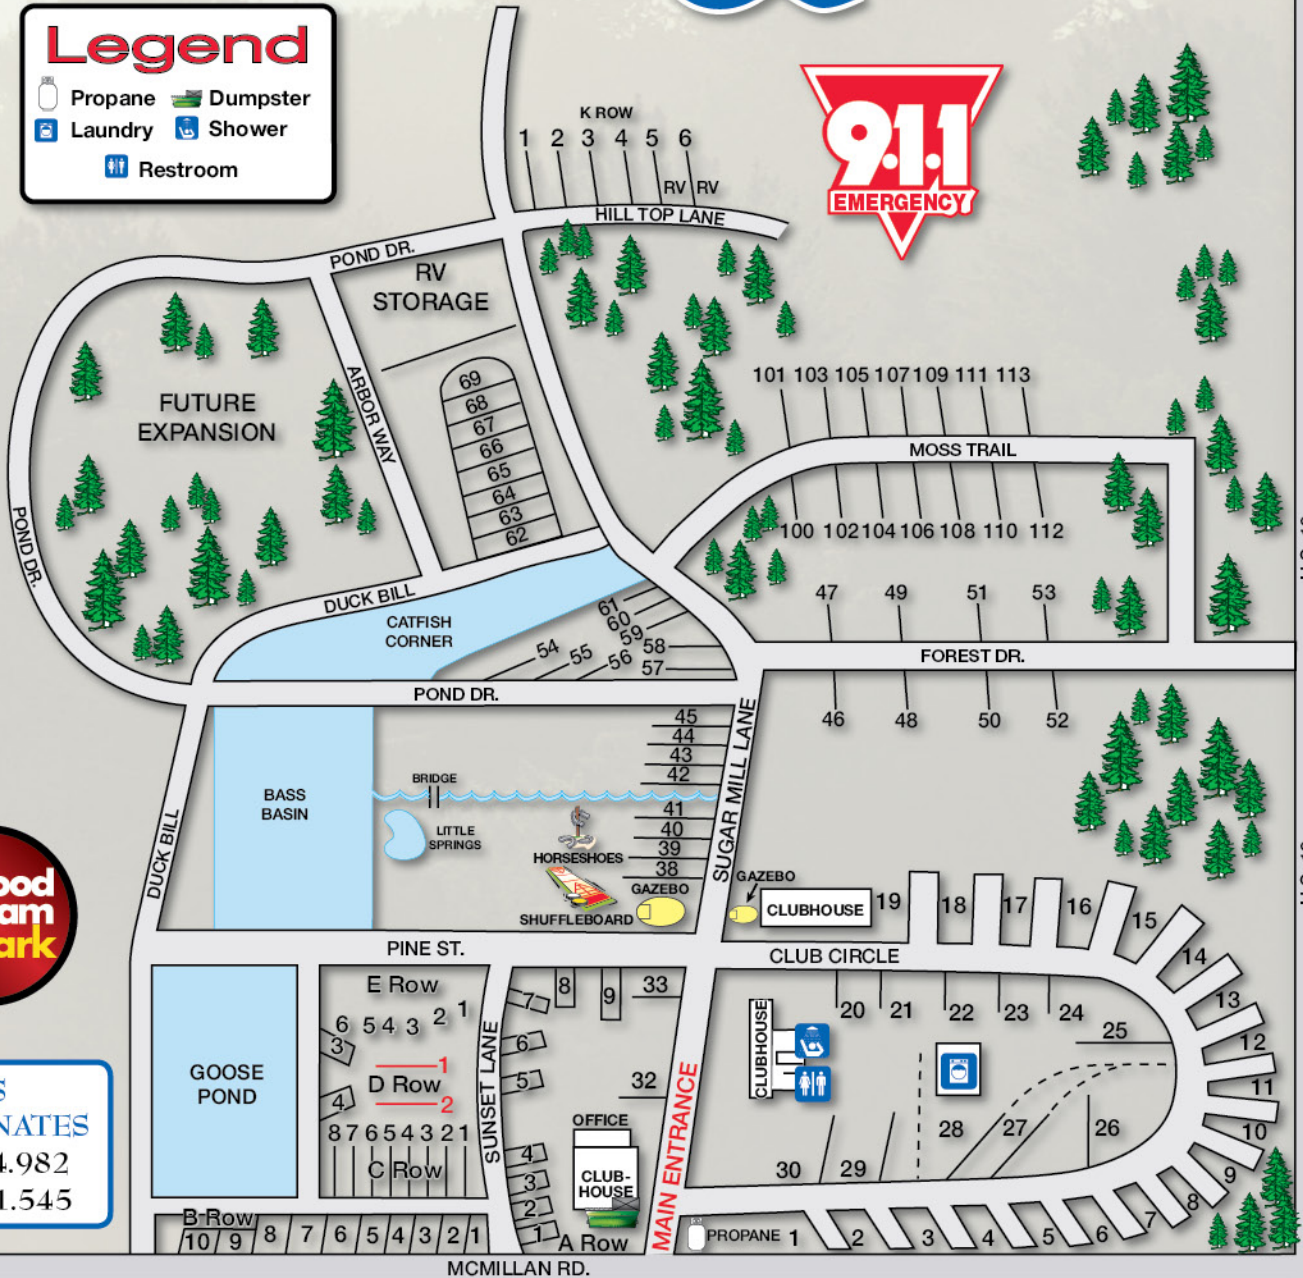 Legend
Propane Dumpster
Laundry Shower
Restroom
K ROW
1 2 3 4 5 6
RV RV
HILL TOP LANE
9.1.1
EMERGENCY
POND DR.
RV
STORAGE
ARBOR WAY
FUTURE
EXPANSION
POND DR.
69
68
67
66
65
64
63
62
101 103 105 107 109 111 113
MOSS TRAIL
100 102 104 106 108 110 112
DUCK BILL
CATFISH
CORNER
61
60
59
58
57
54 55 56
47 49 51 53
FOREST DR.
46 48 50 52
POND DR.
45
44
43
42
SUGAR MILL LANE
BRIDGE
BASS
BASIN
LITTLE
SPRINGS
41
40
39
38
HORSESHOES
SHUFFLEBOARD
GAZEBO
GAZEBO
CLUBHOUSE
DUCK BILL
ood
am
ark
19 18 17 16 15 14 13 12 11 10 9 8 7 6 5 4 3 2 1
PINE ST.
CLUB CIRCLE
20 21 22 23 24
25
CLUBHOUSE
28 27 26
30 29
GOOSE
POND
E Row
6 5 4 3 2 1
3
1
D Row
2
4
8 7 6 5 4 3 2 1
C Row
SUNSET LANE
7 8 9 33
6
5
32
4
3
2
1
OFFICE
CLUB-
HOUSE
A Row
MAIN ENTRANCE
PROPANE
B Row
10 9 8 7 6 5 4 3 2 1
MCMILLAN RD.
S
NATES
4.982
1.545